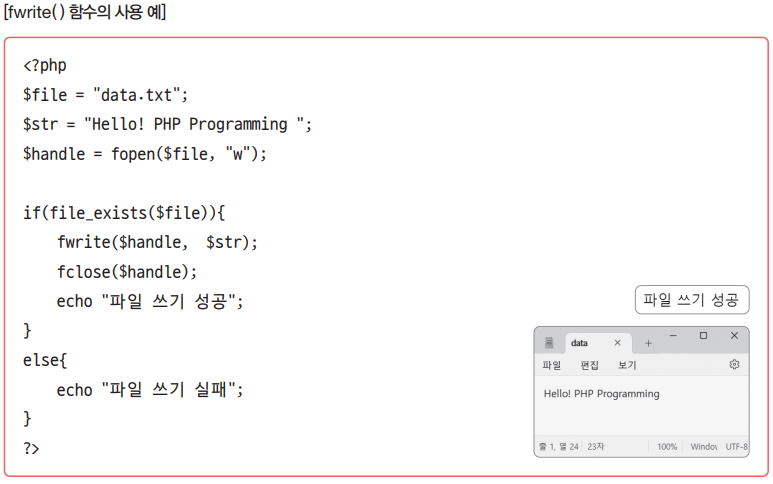 [fwrite( ) 함수의 사용 예]
<?php
$file = "data.txt";
$str = "Hello! PHP Programming ";
$handle = fopen($file, "w");
if(file_exists($file)){
fwrite($handle, $str);
fclose($handle);
echo "파일 쓰기 성공";
}
else{
echo "파일 쓰기 실패";
}
?>
파일 쓰기 성공
data
파일 편집 보기
Hello! PHP Programming
줄 1, 열 24 23자 100% Window UTF-8